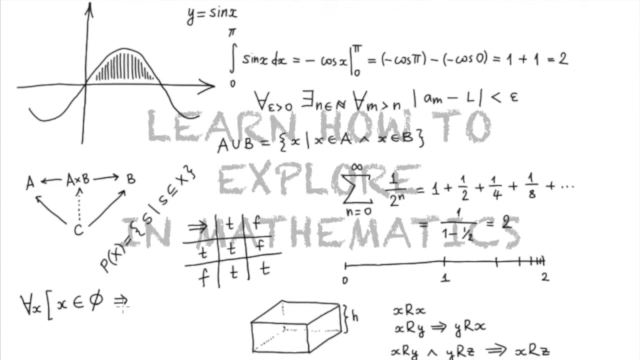 y = sinx
π
∫ sinx dx = - cosx |₀^π = (-cosπ) - (-cos0) = 1 + 1 = 2
0
∀ε>0 ∃n∈ℕ ∀m>n |am - L| < ε
LEARN HOW TO
A∪B = {x | x∈A ∧ x∈B}
EXPLORE
A ← A×B → B
C
P(X) = {S | S⊆X}
∞
∑ 1/2ⁿ = 1 + 1/2 + 1/4 + 1/8 + ...
n=0
= 1/(1-1/2) = 2
IN MATHEMATICS
⇒ t f
t t f
f t t
0 1 2
∀x [x ∈ ∅ ⇒
h
xRx
xRy ⇒ yRx
xRy ∧ yRz ⇒ xRz